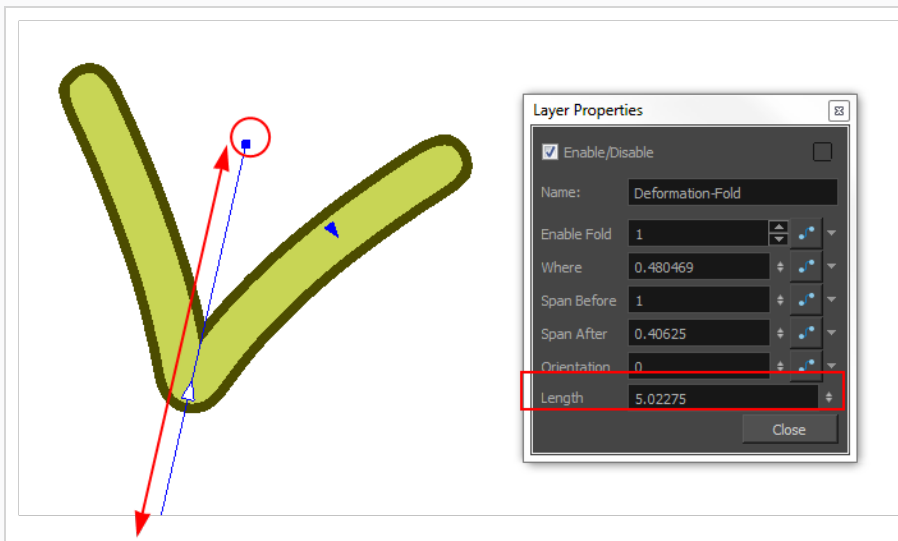 Layer Properties
Enable/Disable
Name: Deformation-Fold
Enable Fold 1
Where 0.480469
Span Before 1
Span After 0.40625
Orientation 0
Length 5.02275
Close